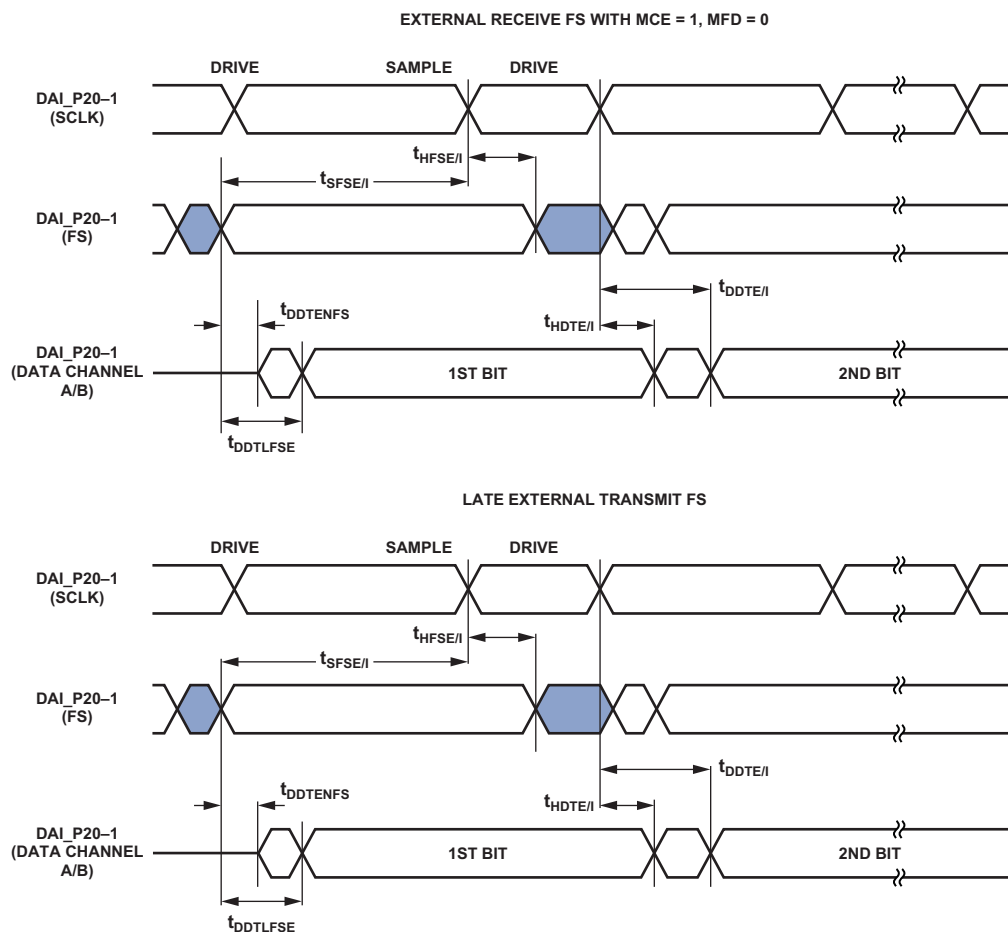 EXTERNAL RECEIVE FS WITH MCE = 1, MFD = 0
DRIVE SAMPLE DRIVE
DAI_P20–1
(SCLK)
tHFSE/I
tSFSE/I
DAI_P20–1
(FS)
tDDTE/I
tDDTENFS
tHDTE/I
DAI_P20–1
(DATA CHANNEL
A/B)
1ST BIT 2ND BIT
tDDTLFSE
LATE EXTERNAL TRANSMIT FS
DRIVE SAMPLE DRIVE
DAI_P20–1
(SCLK)
tHFSE/I
tSFSE/I
DAI_P20–1
(FS)
tDDTE/I
tDDTENFS
tHDTE/I
DAI_P20–1
(DATA CHANNEL
A/B)
1ST BIT 2ND BIT
tDDTLFSE